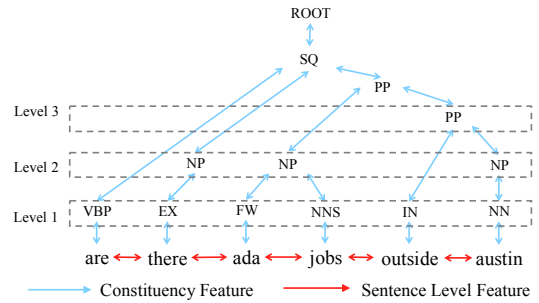 ROOT
SQ
PP
Level 3
PP
Level 2 NP NP NP
Level 1 VBP EX FW NNS IN NN
are there ada jobs outside austin
Constituency Feature Sentence Level Feature